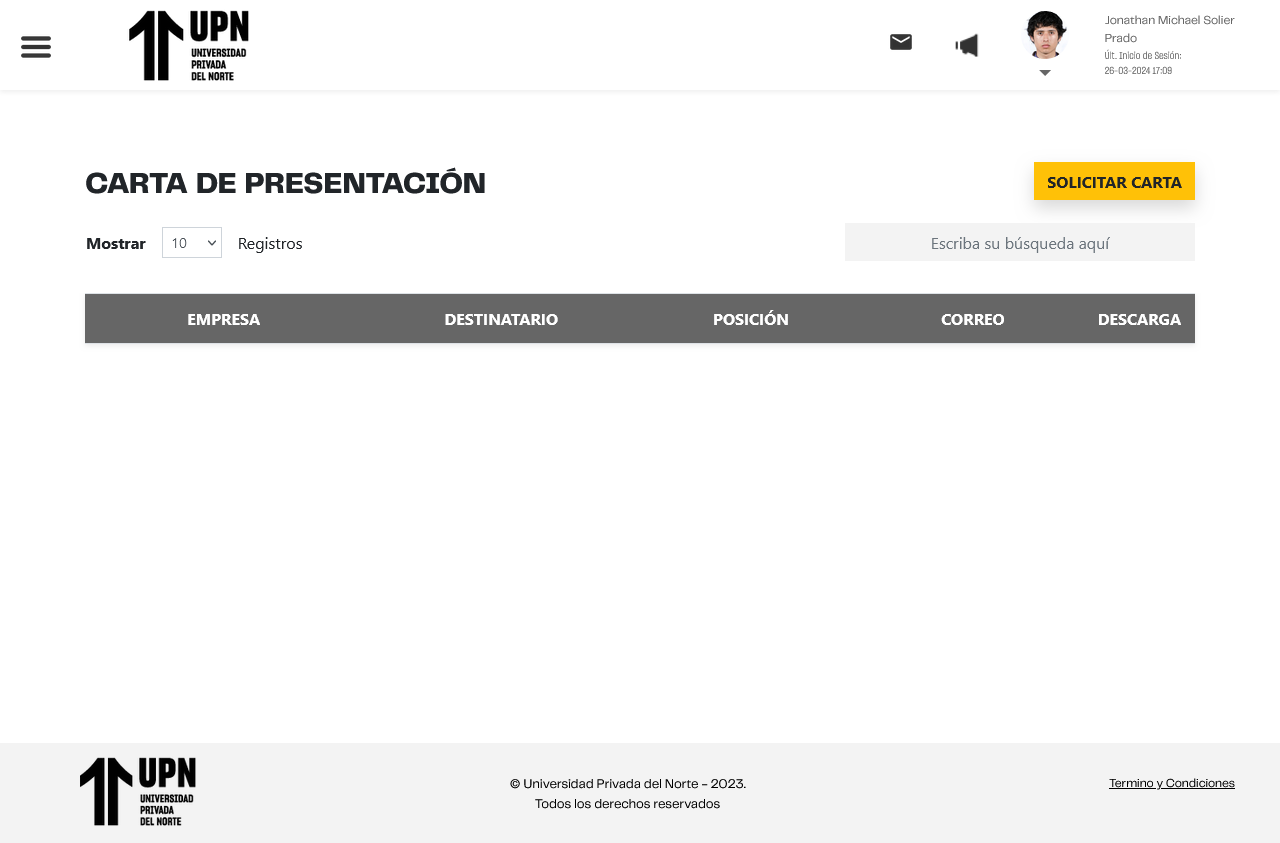 UPN
UNIVERSIDAD
PRIVADA
DEL NORTE
Jonathan Michael Solier
Prado
Últ. Inicio de Sesión:
26-03-2024 17:09
CARTA DE PRESENTACIÓN
SOLICITAR CARTA
Mostrar 10 Registros
Escriba su búsqueda aquí
EMPRESA DESTINATARIO POSICIÓN CORREO DESCARGA
UPN
UNIVERSIDAD
PRIVADA
DEL NORTE
© Universidad Privada del Norte - 2023.
Todos los derechos reservados
Termino y Condiciones